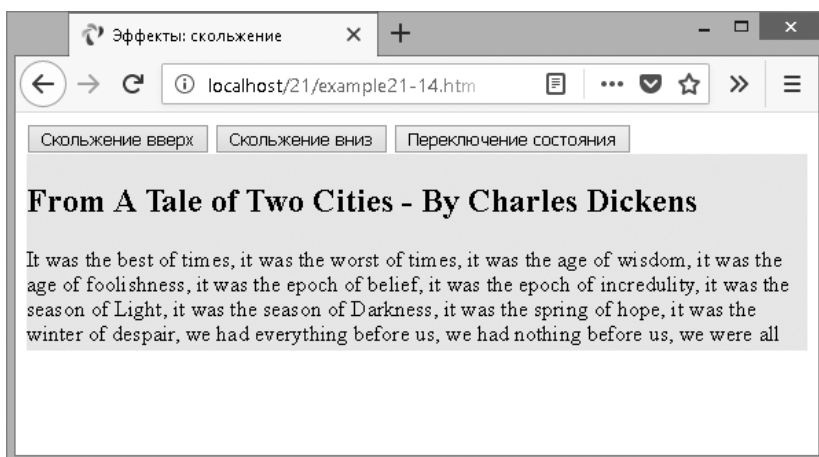 Эффекты: скольжение
localhost/21/example21-14.htm
Скольжение вверх Скольжение вниз Переключение состояния
From A Tale of Two Cities - By Charles Dickens
It was the best of times, it was the worst of times, it was the age of wisdom, it was the
age of foolishness, it was the epoch of belief, it was the epoch of incredulity, it was the
season of Light, it was the season of Darkness, it was the spring of hope, it was the
winter of despair, we had everything before us, we had nothing before us, we were all